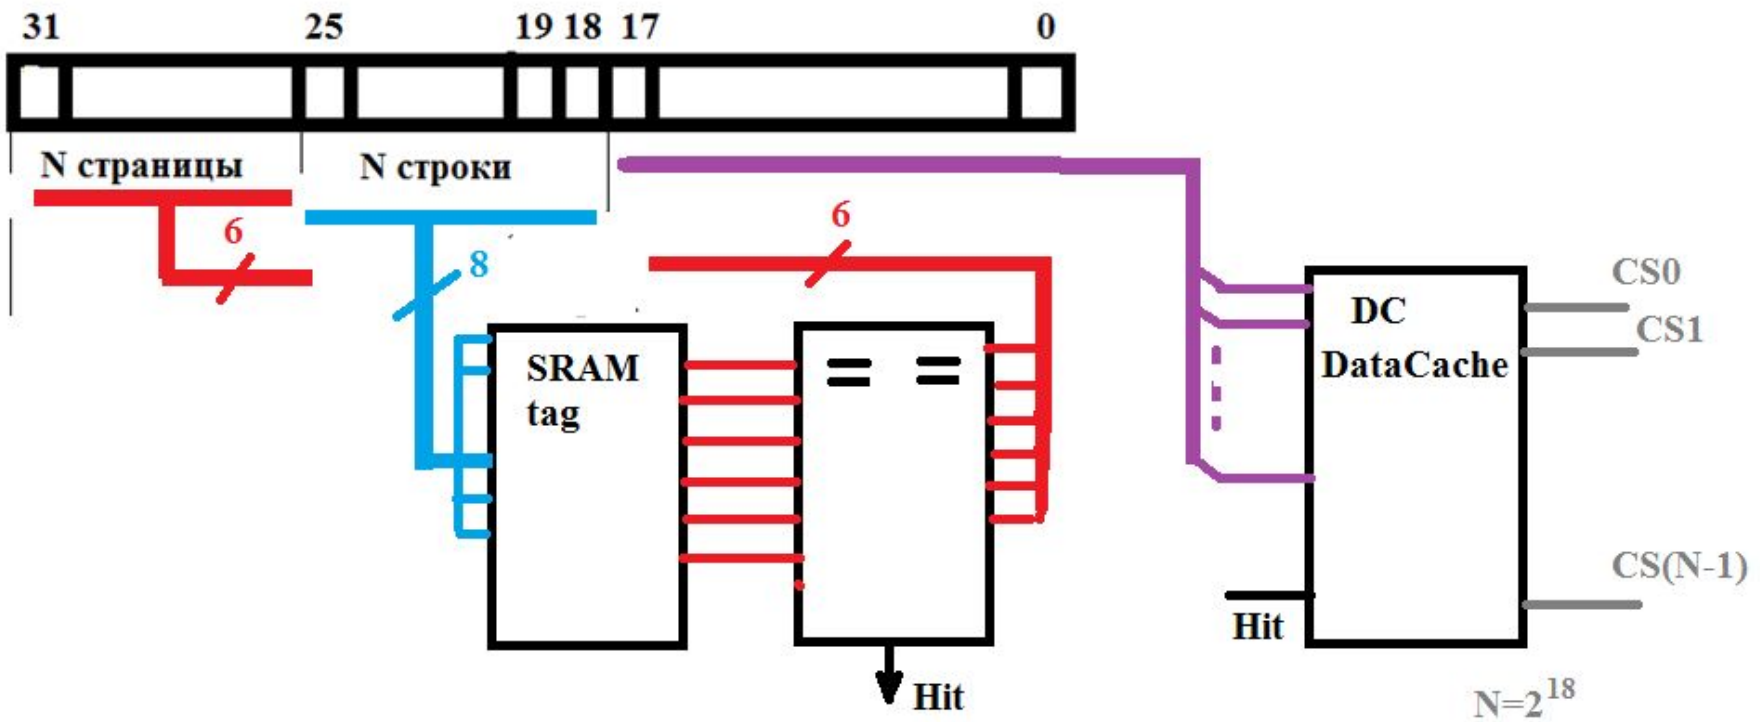 31 25 19 18 17 0
N страницы N строки
6
8
6
SRAM
tag
= =
Hit
DC
DataCache
Hit
CS0
CS1
CS(N-1)
N=2^18